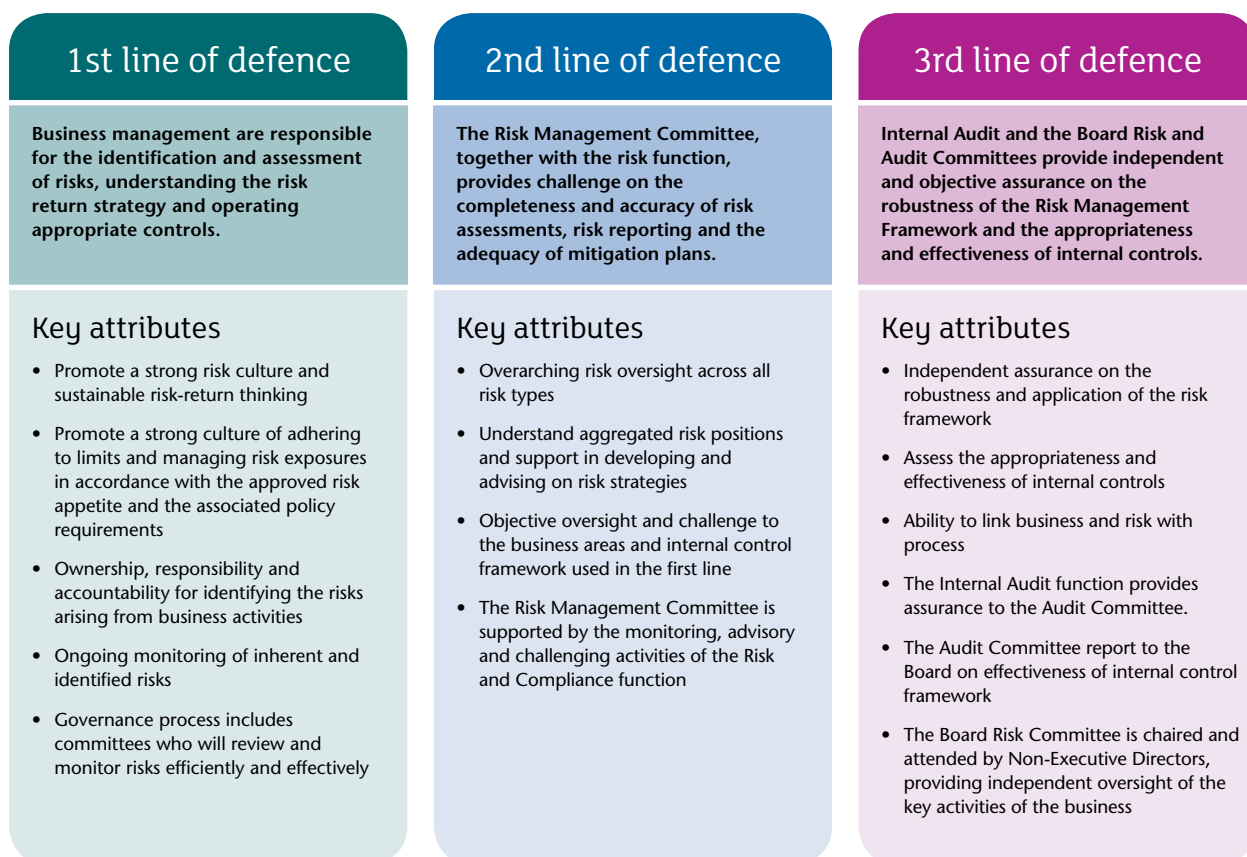 1st line of defence
Business management are responsible
for the identification and assessment
of risks, understanding the risk
return strategy and operating
appropriate controls.
Key attributes
• Promote a strong risk culture and
sustainable risk-return thinking
• Promote a strong culture of adhering
to limits and managing risk exposures
in accordance with the approved risk
appetite and the associated policy
requirements
• Ownership, responsibility and
accountability for identifying the risks
arising from business activities
• Ongoing monitoring of inherent and
identified risks
• Governance process includes
committees who will review and
monitor risks efficiently and effectively
2nd line of defence
The Risk Management Committee,
together with the risk function,
provides challenge on the
completeness and accuracy of risk
assessments, risk reporting and the
adequacy of mitigation plans.
Key attributes
• Overarching risk oversight across all
risk types
• Understand aggregated risk positions
and support in developing and
advising on risk strategies
• Objective oversight and challenge to
the business areas and internal control
framework used in the first line
• The Risk Management Committee is
supported by the monitoring, advisory
and challenging activities of the Risk
and Compliance function
3rd line of defence
Internal Audit and the Board Risk and
Audit Committees provide independent
and objective assurance on the
robustness of the Risk Management
Framework and the appropriateness
and effectiveness of internal controls.
Key attributes
• Independent assurance on the
robustness and application of the risk
framework
• Assess the appropriateness and
effectiveness of internal controls
• Ability to link business and risk with
process
• The Internal Audit function provides
assurance to the Audit Committee.
• The Audit Committee report to the
Board on effectiveness of internal control
framework
• The Board Risk Committee is chaired and
attended by Non-Executive Directors,
providing independent oversight of the
key activities of the business